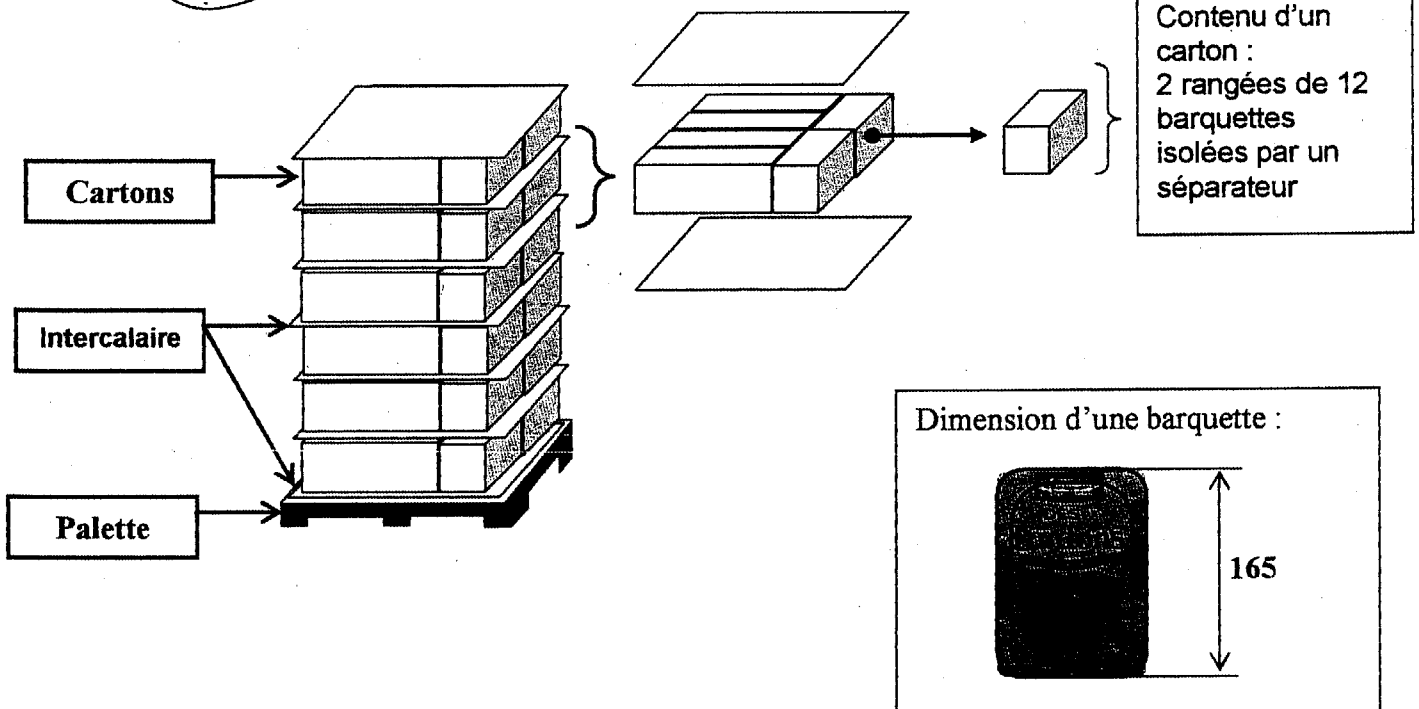 Contenu d'un
carton :
2 rangées de 12
barquettes
isolées par un
séparateur
Cartons
Intercalaire
Palette
Dimension d'une barquette :
165